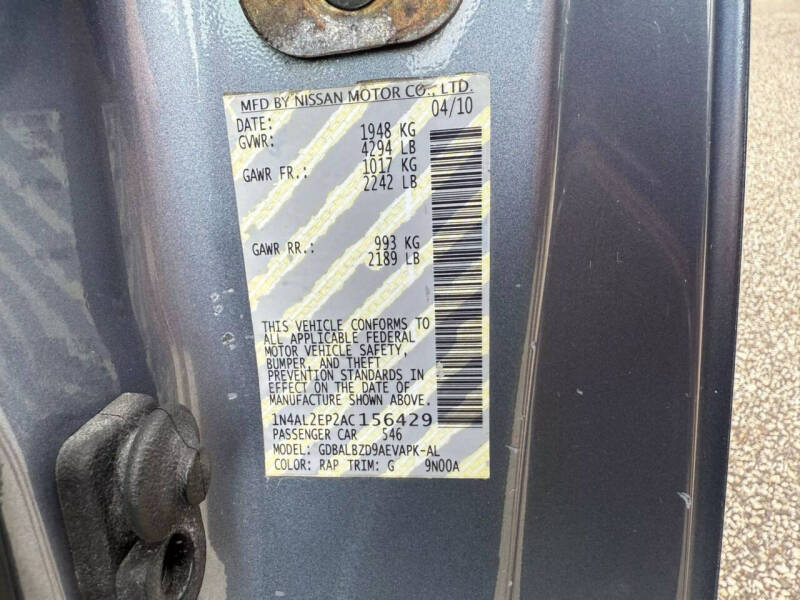 MFD BY NISSAN MOTOR CO., LTD.
DATE: 04/10
GVWR: 1948 KG
4294 LB
GAWR FR.: 1017 KG
2242 LB
GAWR RR.: 993 KG
2189 LB
THIS VEHICLE CONFORMS TO
ALL APPLICABLE FEDERAL
MOTOR VEHICLE SAFETY,
BUMPER, AND THEFT
PREVENTION STANDARDS IN
EFFECT ON THE DATE OF
MANUFACTURE SHOWN ABOVE.
1N4AL2EP2AC156429
PASSENGER CAR 546
MODEL: GDBALBZD9AEVAPK-AL
COLOR: RAP TRIM: G 9N00A